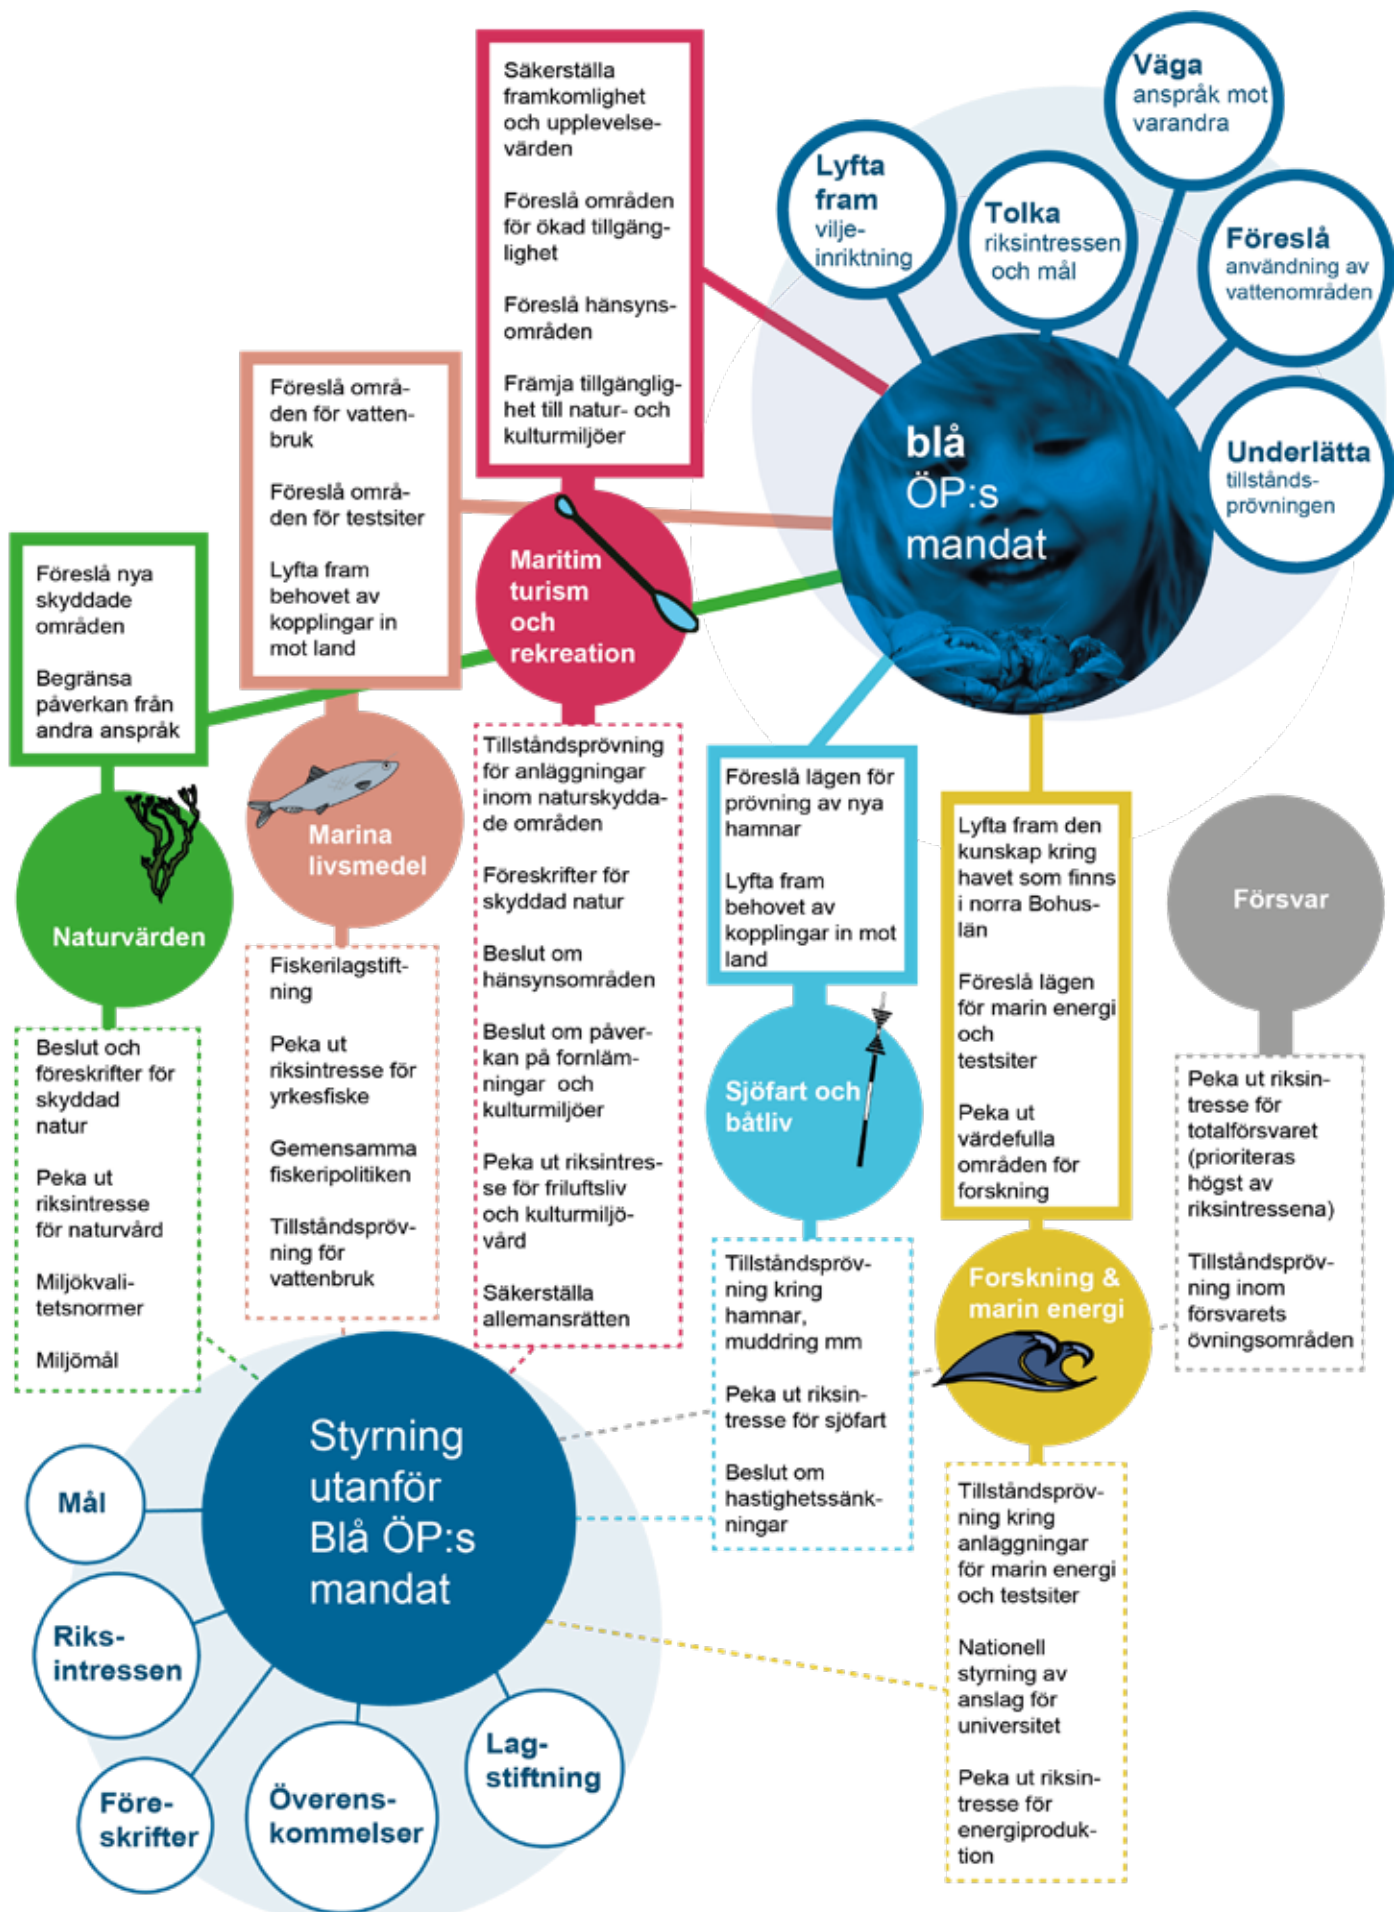 Säkerställa
framkomlighet
och upplevelse-
värden
Föreslå områden
för ökad tillgäng-
lighet
Föreslå hänsyns-
områden
Främja tillgänglig-
het till natur- och
kulturmiljöer
Väga
anspråk mot
varandra
Lyfta
fram
vilje-
inriktning
Tolka
riksintressen
och mål
Föreslå
användning av
vattenområden
Underlätta
tillstånds-
prövningen
blå
ÖP:s
mandat
Föreslå områ-
den för vatten-
bruk
Föreslå områ-
den för testsiter
Lyfta fram
behovet av
kopplingar in
mot land
Föreslå nya
skyddade
områden
Begränsa
påverkan från
andra anspråk
Maritim
turism
och
rekreation
Marina
livsmedel
Naturvärden
Tillståndsprövning
för anläggningar
inom naturskydda-
de områden
Föreskrifter för
skyddad natur
Beslut om
hänsynsområden
Beslut om påver-
kan på fornläm-
ningar och
kulturmiljöer
Peka ut riksintres-
se för friluftsliv
och kulturmiljö-
vård
Säkerställa
allemansrätten
Föreslå lägen för
prövning av nya
hamnar
Lyfta fram
behovet av
kopplingar in mot
land
Lyfta fram den
kunskap kring
havet som finns
i norra Bohus-
län
Föreslå lägen
för marin energi
och
testsiter
Peka ut
värdefulla
områden för
forskning
Försvar
Fiskerilagstift-
ning
Peka ut
riksintresse för
yrkesfiske
Gemensamma
fiskeripolitiken
Tillståndspröv-
ning för
vattenbruk
Beslut och
föreskrifter för
skyddad
natur
Peka ut
riksintresse
för naturvård
Miljökvali-
tetsnormer
Miljömål
Sjöfart och
båtliv
Peka ut riksin-
tresse för
totalförsvaret
(prioriteras
högst av
riksintressena)
Tillståndspröv-
ning inom
försvarets
övningsområden
Tillståndspröv-
ning kring
hamnar,
muddring mm
Peka ut riksin-
tresse för sjöfart
Beslut om
hastighetssänk-
ningar
Forskning &
marin energi
Tillståndspröv-
ning kring
anläggningar
för marin energi
och testsiter
Nationell
styrning av
anslag för
universitet
Peka ut riksin-
tresse för
energiproduk-
tion
Styrning
utanför
Blå ÖP:s
mandat
Mål
Riks-
intressen
Före-
skrifter
Överens-
kommelser
Lag-
stiftning